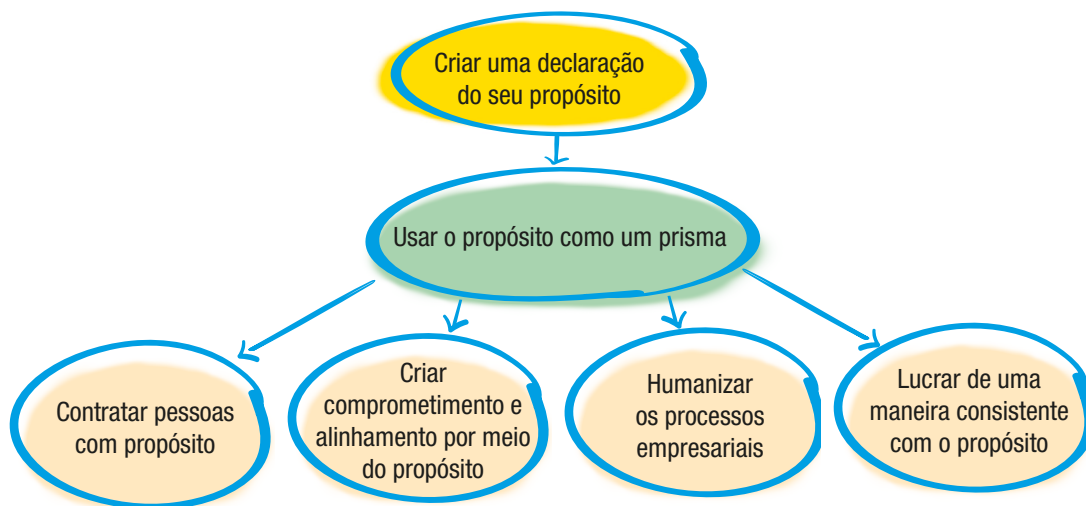 Criar uma declaração
do seu propósito
Usar o propósito como um prisma
Contratar pessoas
com propósito
Criar
comprometimento e
alinhamento por meio
do propósito
Humanizar
os processos
empresariais
Lucrar de uma
maneira consistente
com o propósito